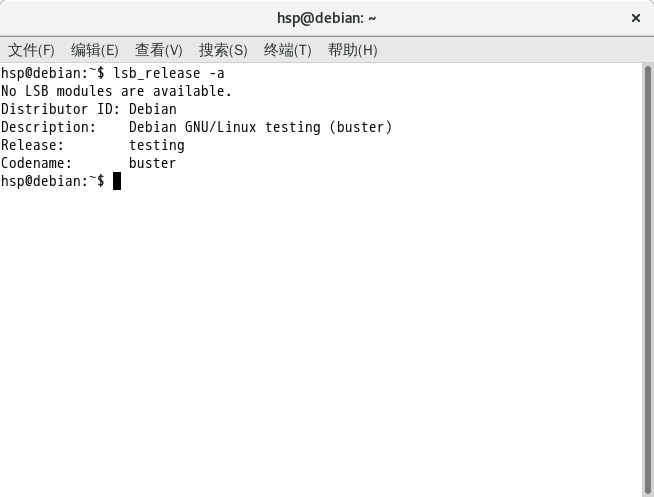 hsp@debian: ~
文件(F) 编辑(E) 查看(V) 搜索(S) 终端(T) 帮助(H)
hsp@debian:~$ lsb_release -a
No LSB modules are available.
Distributor ID: Debian
Description:    Debian GNU/Linux testing (buster)
Release:        testing
Codename:       buster
hsp@debian:~$